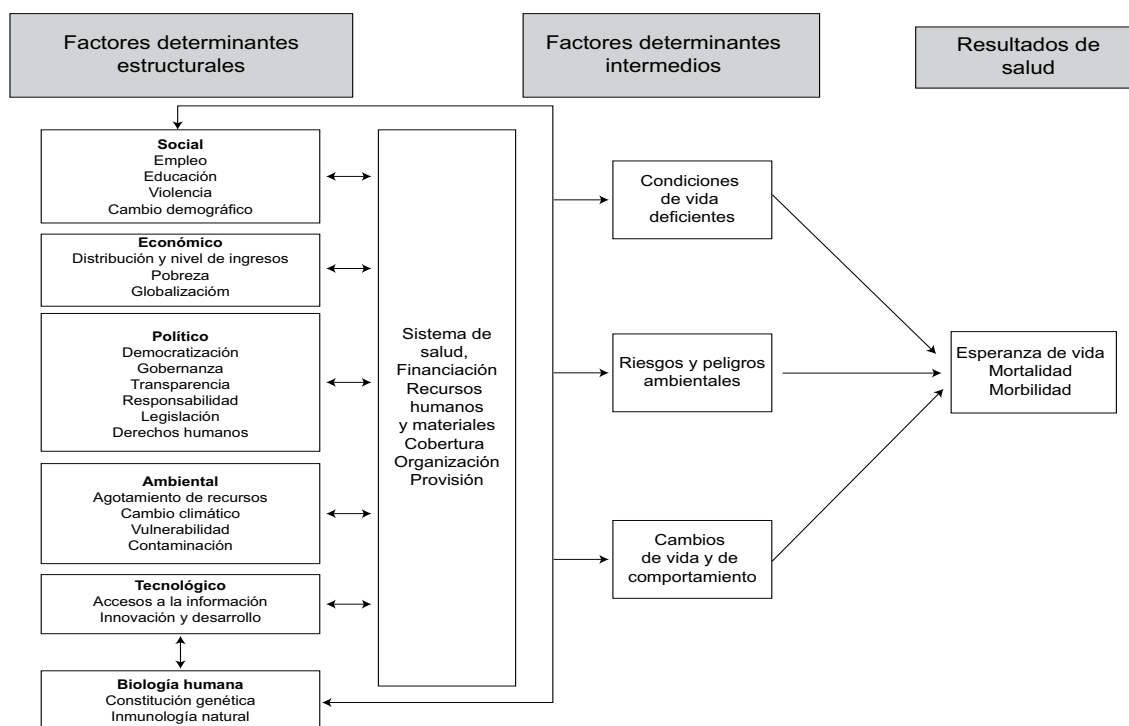 Factores determinantes
estructurales
Factores determinantes
intermedios
Resultados de
salud
Social
Empleo
Educación
Violencia
Cambio demográfico
Económico
Distribución y nivel de ingresos
Pobreza
Globalizacióm
Político
Democratización
Gobernanza
Transparencia
Responsabilidad
Legislación
Derechos humanos
Ambiental
Agotamiento de recursos
Cambio climático
Vulnerabilidad
Contaminación
Tecnológico
Accesos a la información
Innovación y desarrollo
Biología humana
Constitución genética
Inmunología natural
Sistema de
salud,
Financiación
Recursos
humanos
y materiales
Cobertura
Organización
Provisión
Condiciones
de vida
deficientes
Riesgos y peligros
ambientales
Cambios
de vida y de
comportamiento
Esperanza de vida
Mortalidad
Morbilidad